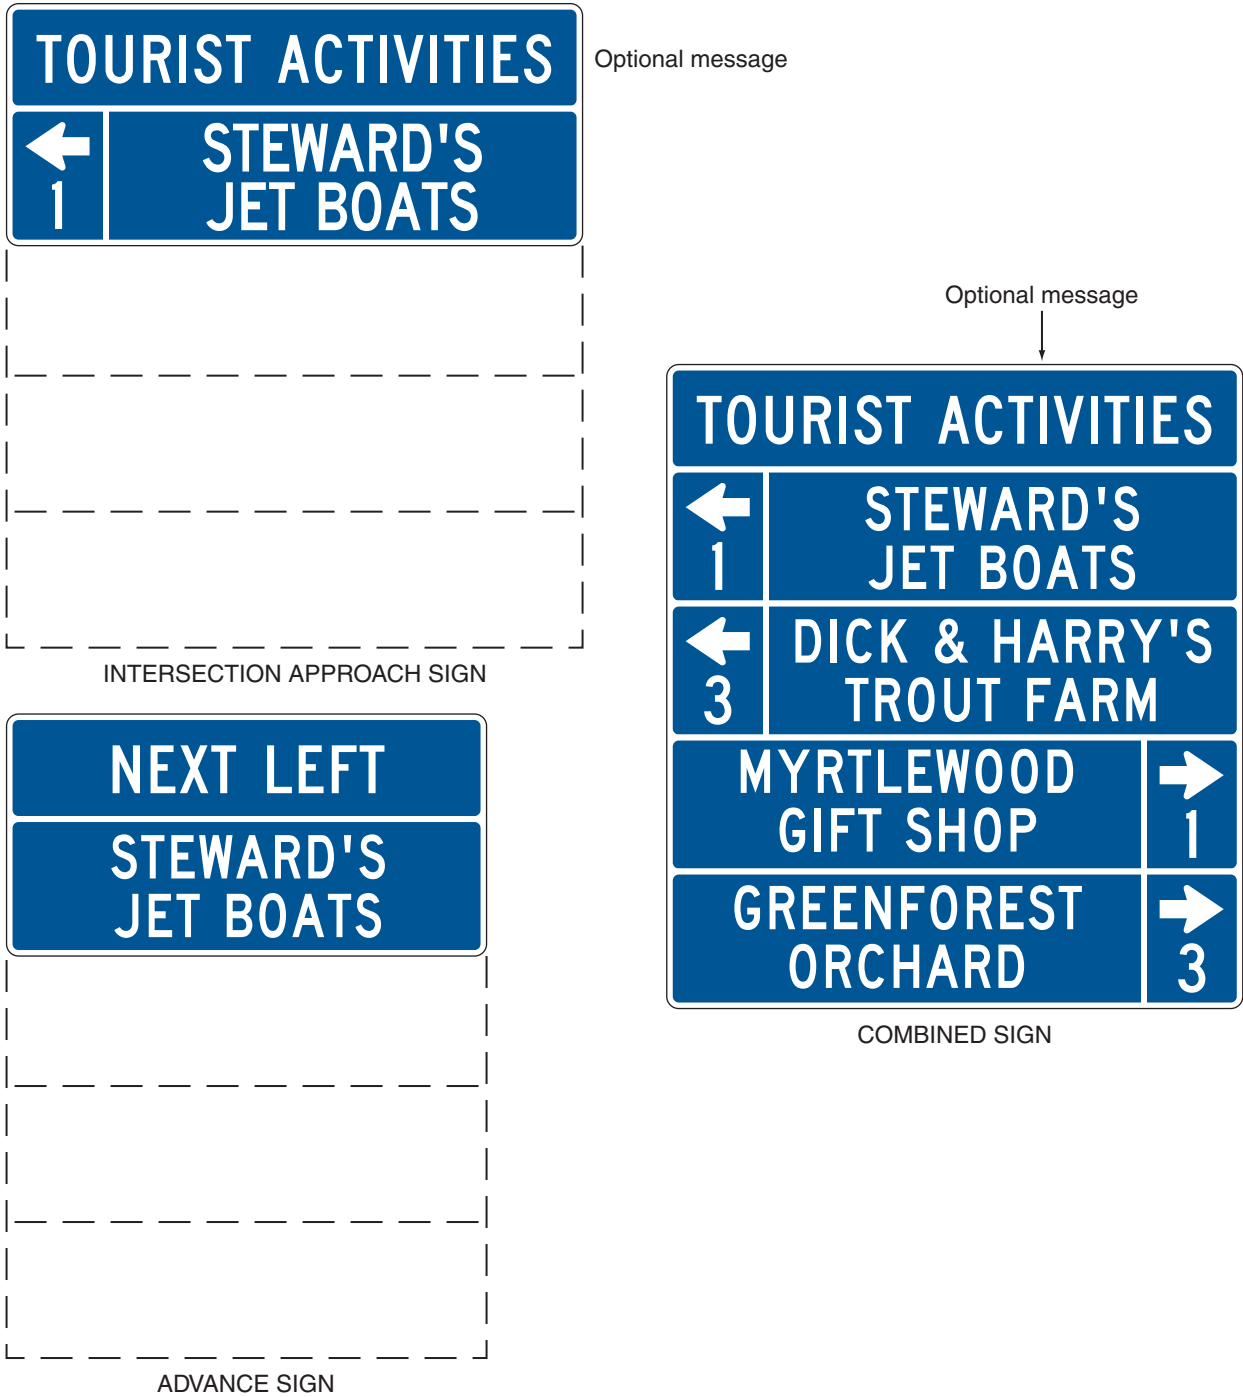 TOURIST ACTIVITIES
Optional message
1
STEWARD'S
JET BOATS
INTERSECTION APPROACH SIGN
NEXT LEFT
STEWARD'S
JET BOATS
ADVANCE SIGN
Optional message
TOURIST ACTIVITIES
1
STEWARD'S
JET BOATS
3
DICK & HARRY'S
TROUT FARM
MYRTLEWOOD
GIFT SHOP
1
GREENFOREST
ORCHARD
3
COMBINED SIGN